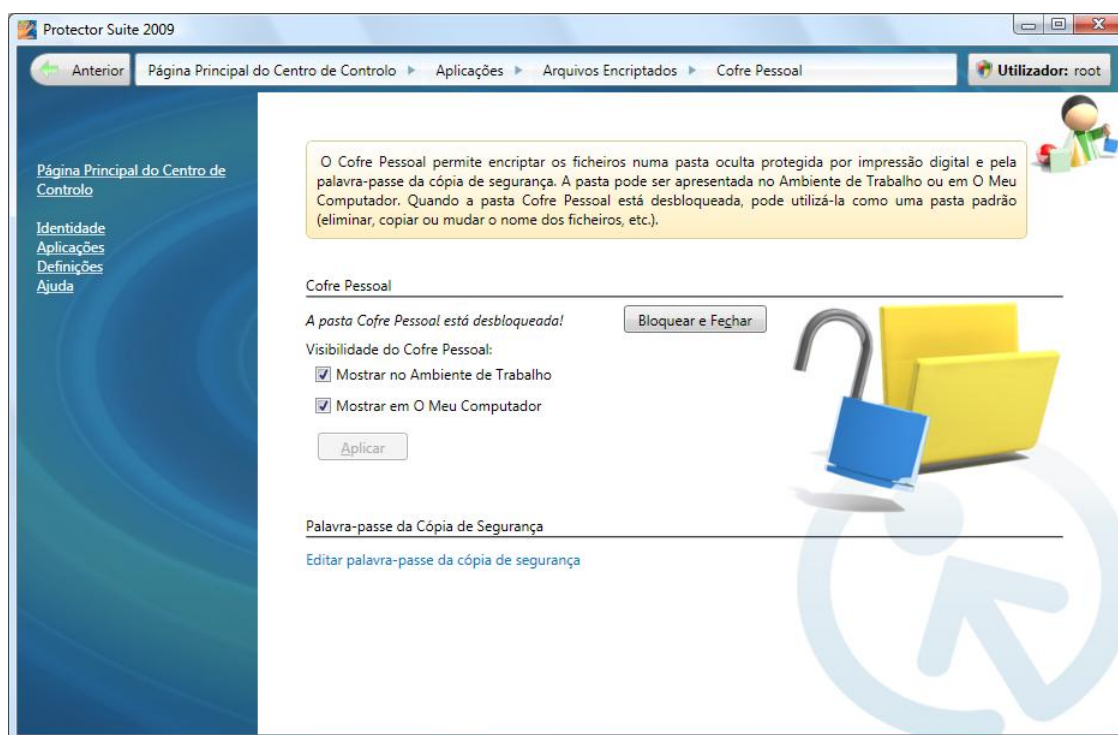 Protector Suite 2009
Anterior
Página Principal do Centro de Controlo
Aplicações
Arquivos Encriptados
Cofre Pessoal
Utilizador: root
Página Principal do Centro de
Controlo
Identidade
Aplicações
Definições
Ajuda
O Cofre Pessoal permite encriptar os ficheiros numa pasta oculta protegida por impressão digital e pela
palavra-passe da cópia de segurança. A pasta pode ser apresentada no Ambiente de Trabalho ou em O Meu
Computador. Quando a pasta Cofre Pessoal está desbloqueada, pode utilizá-la como uma pasta padrão
(eliminar, copiar ou mudar o nome dos ficheiros, etc.).
Cofre Pessoal
A pasta Cofre Pessoal está desbloqueada!
Bloquear e Fechar
Visibilidade do Cofre Pessoal:
Mostrar no Ambiente de Trabalho
Mostrar em O Meu Computador
Aplicar
Palavra-passe da Cópia de Segurança
Editar palavra-passe da cópia de segurança